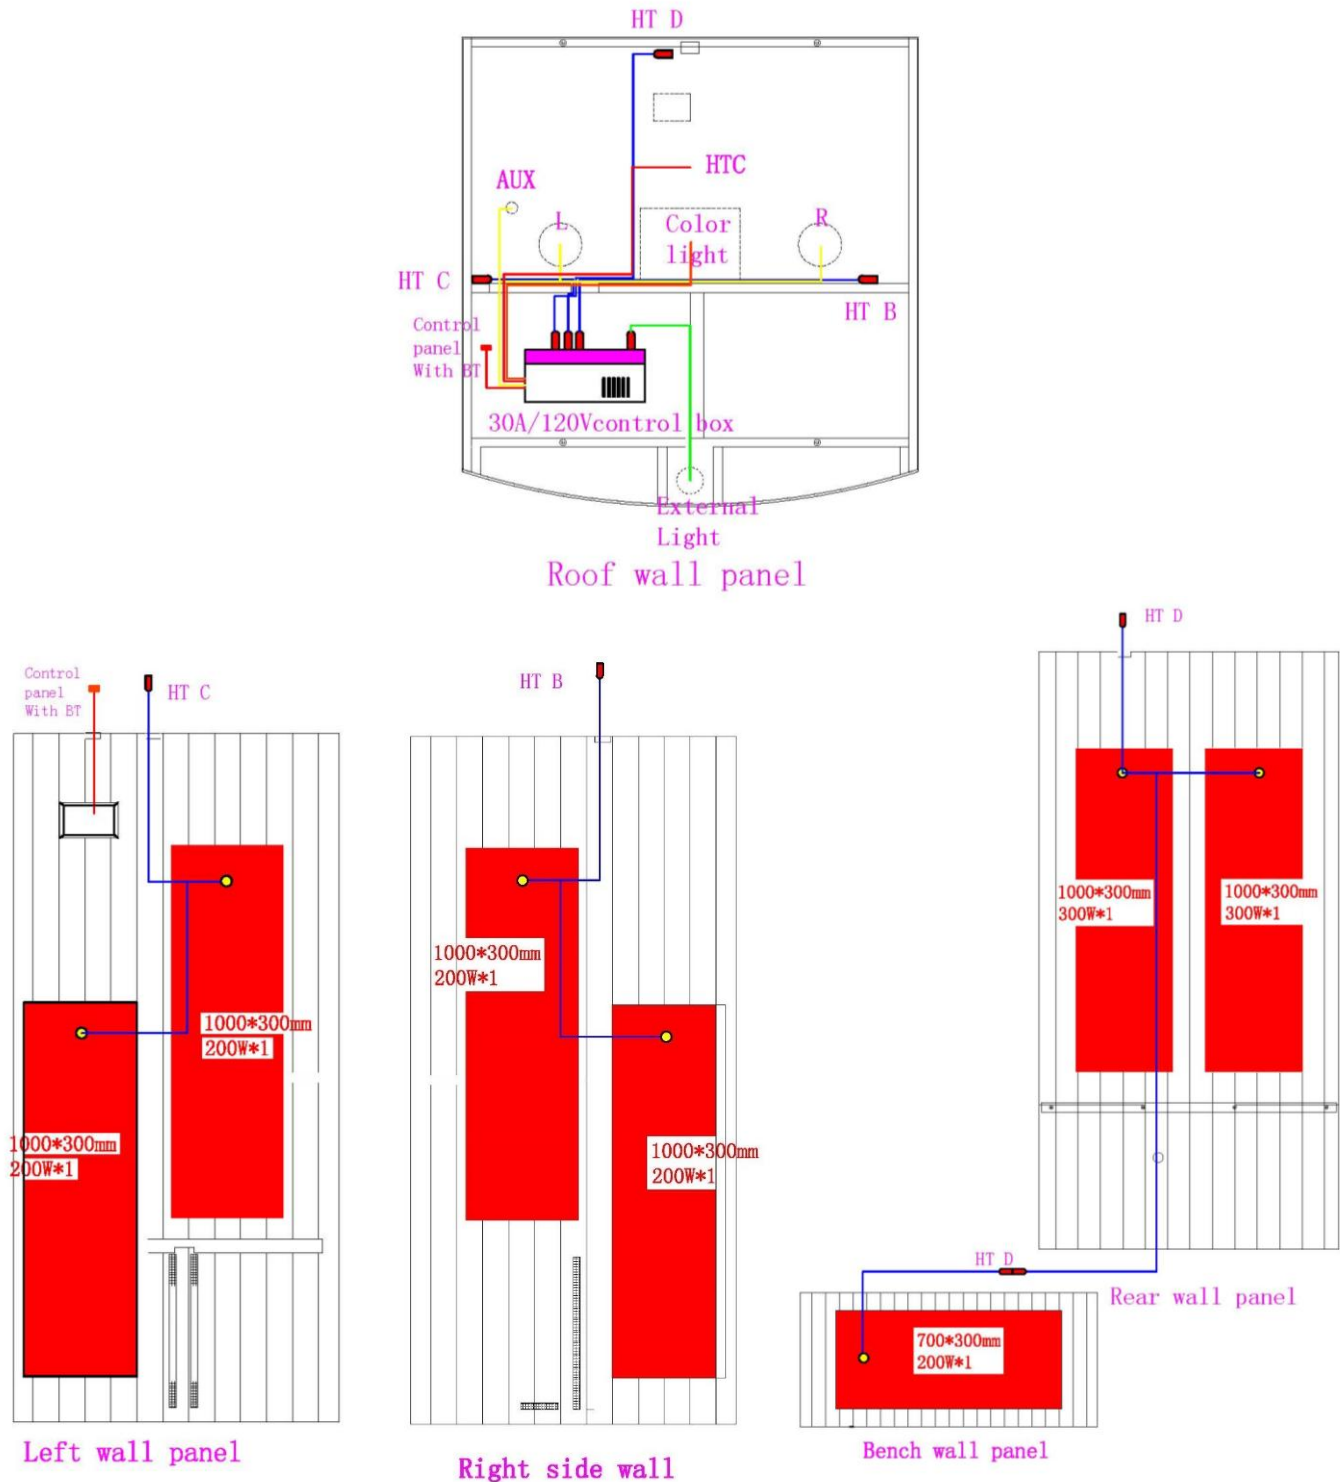 HT D
HTC
AUX
L
Color
light
R
HT C
HT B
Control
panel
With BT
30A/120Vcontrol box
External
Light
Roof wall panel
Control
panel
With BT
HT C
1000*300mm
200W*1
1000*300mm
200W*1
Left wall panel
HT B
1000*300mm
200W*1
1000*300mm
200W*1
Right side wall
HT D
1000*300mm
300W*1
1000*300mm
300W*1
HT D
Rear wall panel
700*300mm
200W*1
Bench wall panel